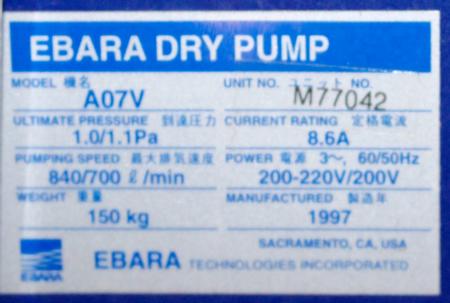 EBARA DRY PUMP
MODEL 機名
A07V
UNIT NO. ユニット NO.
M77042
ULTIMATE PRESSURE 到達圧力
1.0/1.1Pa
CURRENT RATING 定格電流
8.6A
PUMPING SPEED 最大排気速度
840/700 ℓ/min
POWER 電源 3～, 60/50Hz
200-220V/200V
WEIGHT 重量
150 kg
MANUFACTURED 製造年
1997
SACRAMENTO, CA, USA
EBARA
EBARA TECHNOLOGIES INCORPORATED